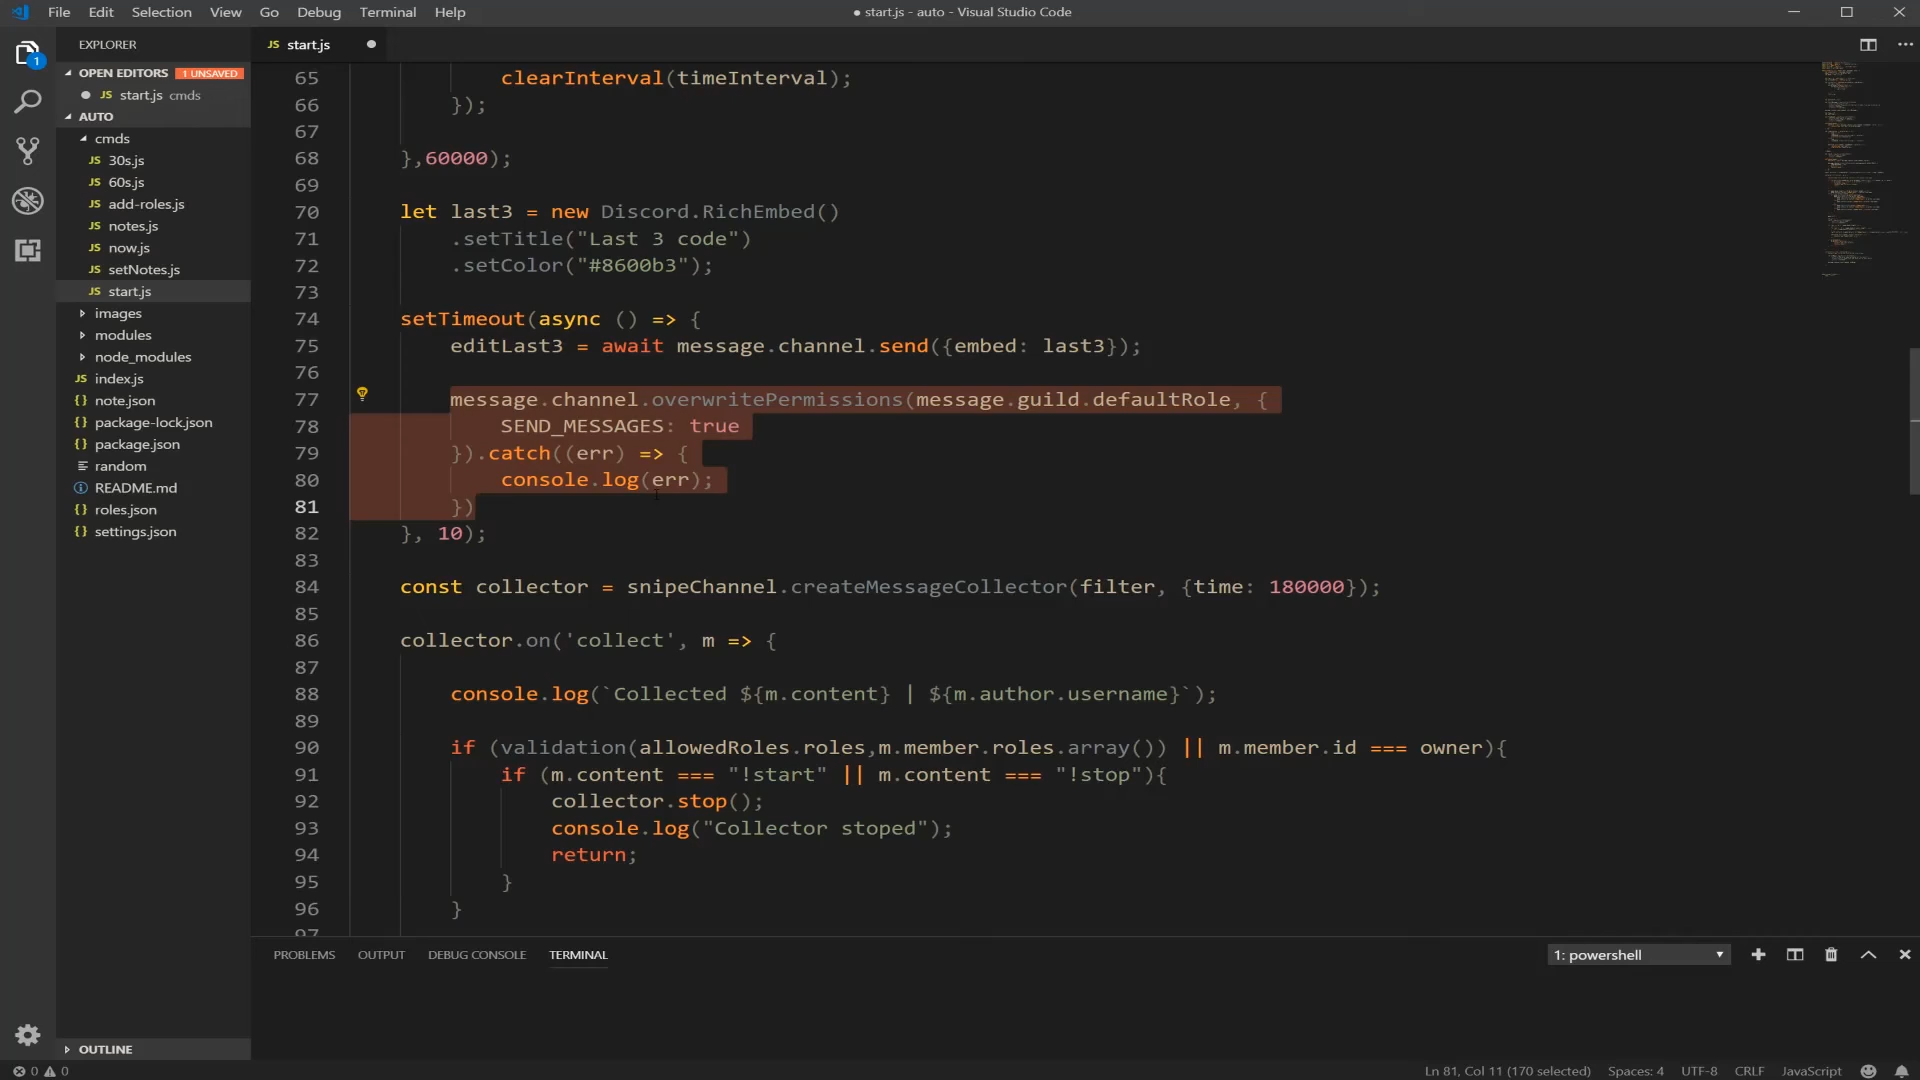 File Edit Selection View Go Debug Terminal Help
● start.js - auto - Visual Studio Code
EXPLORER
OPEN EDITORS 1 UNSAVED
JS start.js cmds
AUTO
cmds
JS 30s.js
JS 60s.js
JS add-roles.js
JS notes.js
JS now.js
JS setNotes.js
JS start.js
images
modules
node_modules
JS index.js
{} note.json
{} package-lock.json
{} package.json
random
README.md
{} roles.json
{} settings.json
OUTLINE
1
JS start.js
65 clearInterval(timeInterval);
66 });
67
68 },60000);
69
70 let last3 = new Discord.RichEmbed()
71 .setTitle("Last 3 code")
72 .setColor("#8600b3");
73
74 setTimeout(async () => {
75 editLast3 = await message.channel.send({embed: last3});
76
77 message.channel.overwritePermissions(message.guild.defaultRole, {
78 SEND_MESSAGES: true
79 }).catch((err) => {
80 console.log(err);
81 })
82 }, 10);
83
84 const collector = snipeChannel.createMessageCollector(filter, {time: 180000});
85
86 collector.on('collect', m => {
87
88 console.log(`Collected ${m.content} | ${m.author.username}`);
89
90 if (validation(allowedRoles.roles,m.member.roles.array()) || m.member.id === owner){
91 if (m.content === "!start" || m.content === "!stop"){
92 collector.stop();
93 console.log("Collector stoped");
94 return;
95 }
96 }
97
PROBLEMS OUTPUT DEBUG CONSOLE TERMINAL
1: powershell
0 0
Ln 81, Col 11 (170 selected) Spaces: 4 UTF-8 CRLF JavaScript